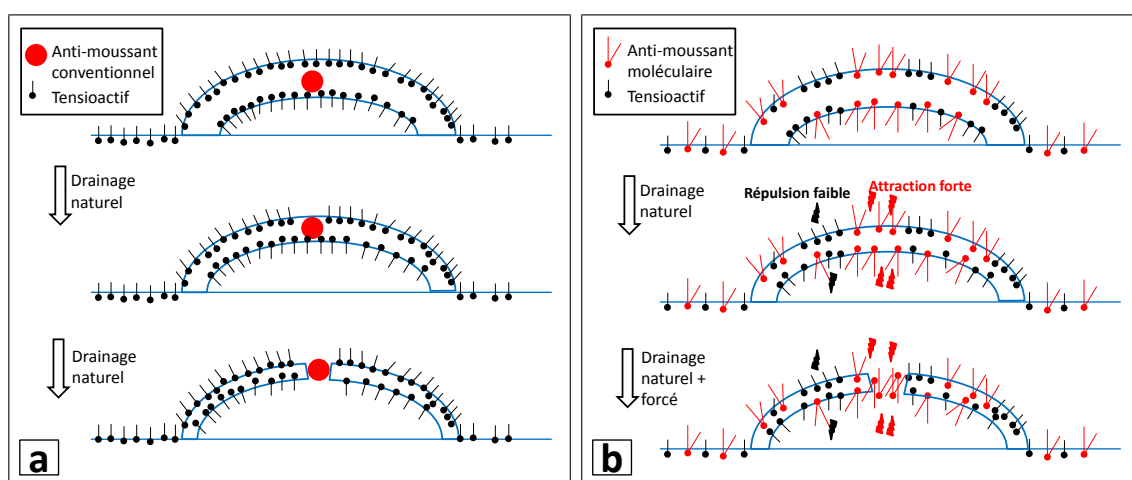 Anti-moussant
conventionnel
Tensioactif
Drainage
naturel
Drainage
naturel
a
Anti-moussant
moléculaire
Tensioactif
Drainage
naturel
Répulsion faible
Attraction forte
Drainage
naturel +
forcé
b